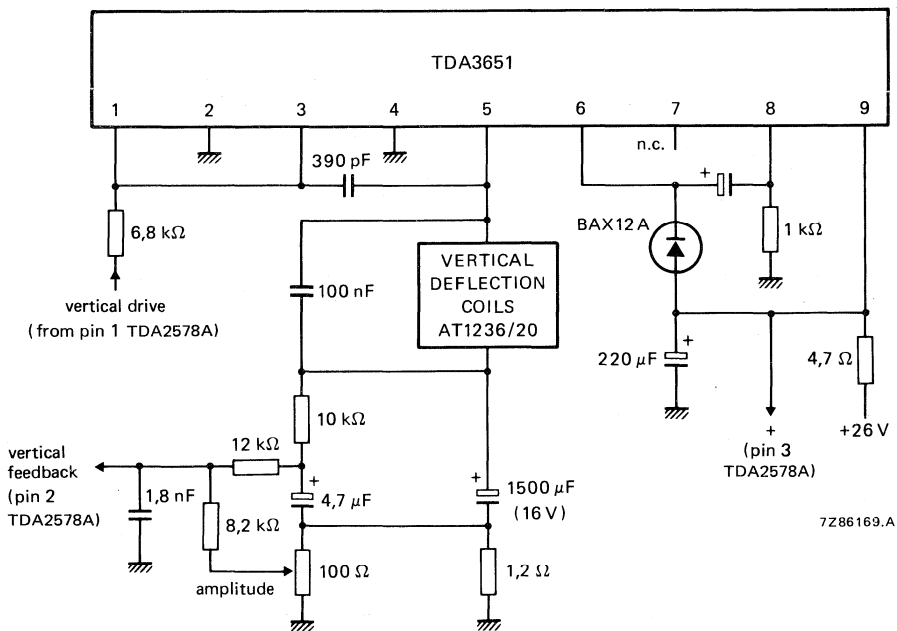 TDA3651
1 2 3 4 5 6 7 8 9
n.c.
390 pF
+
6,8 kΩ
BAX12A
1 kΩ
VERTICAL
DEFLECTION
COILS
AT1236/20
100 nF
vertical drive
(from pin 1 TDA2578A)
+
220 μF
4,7 Ω
10 kΩ
+
(pin 3
TDA2578A)
+26 V
12 kΩ
vertical
feedback
(pin 2
TDA2578A)
+
4,7 μF
+
1500 μF
(16 V)
1,8 nF
8,2 kΩ
7Z86169.A
amplitude
100 Ω
1,2 Ω